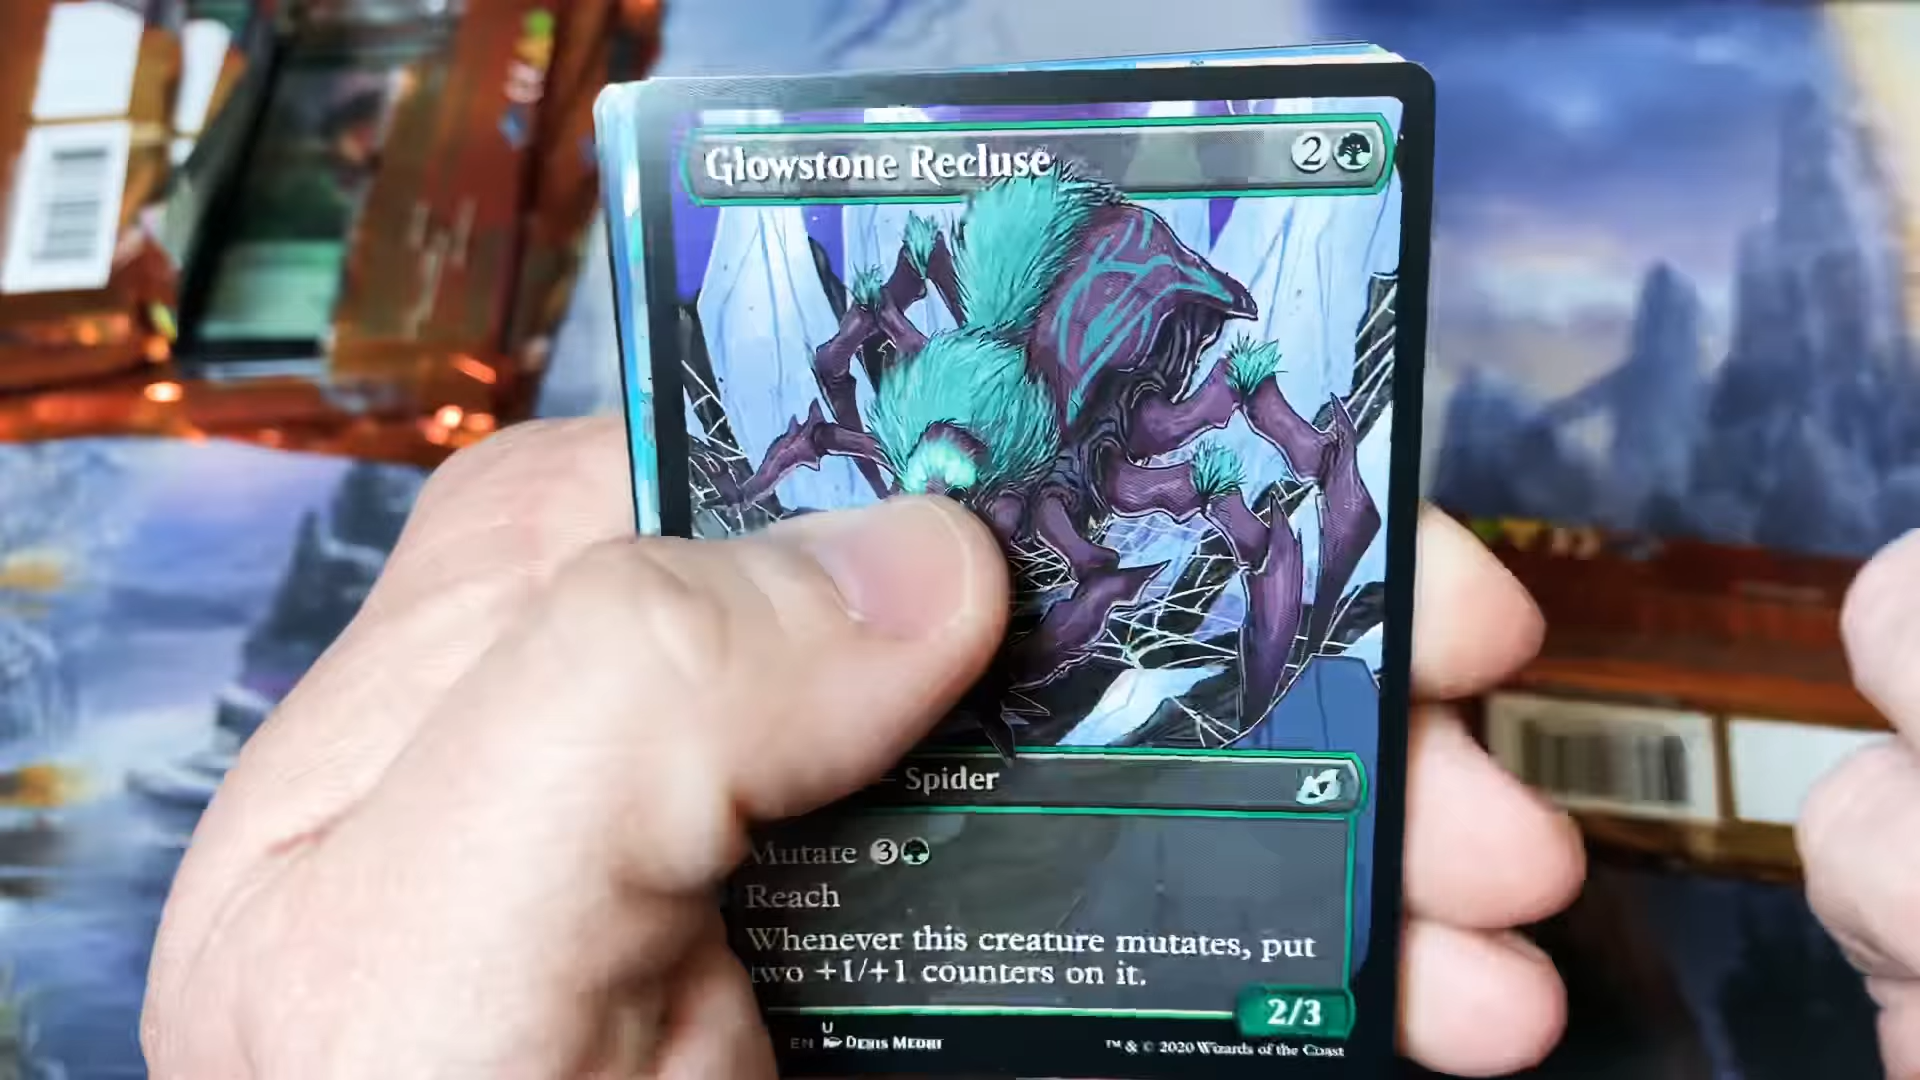 Glowstone Recluse 2
– Spider
Mutate 3
Reach
Whenever this creature mutates, put
two +1/+1 counters on it.
2/3
U
EN Denis Medri
™ & © 2020 Wizards of the Coast